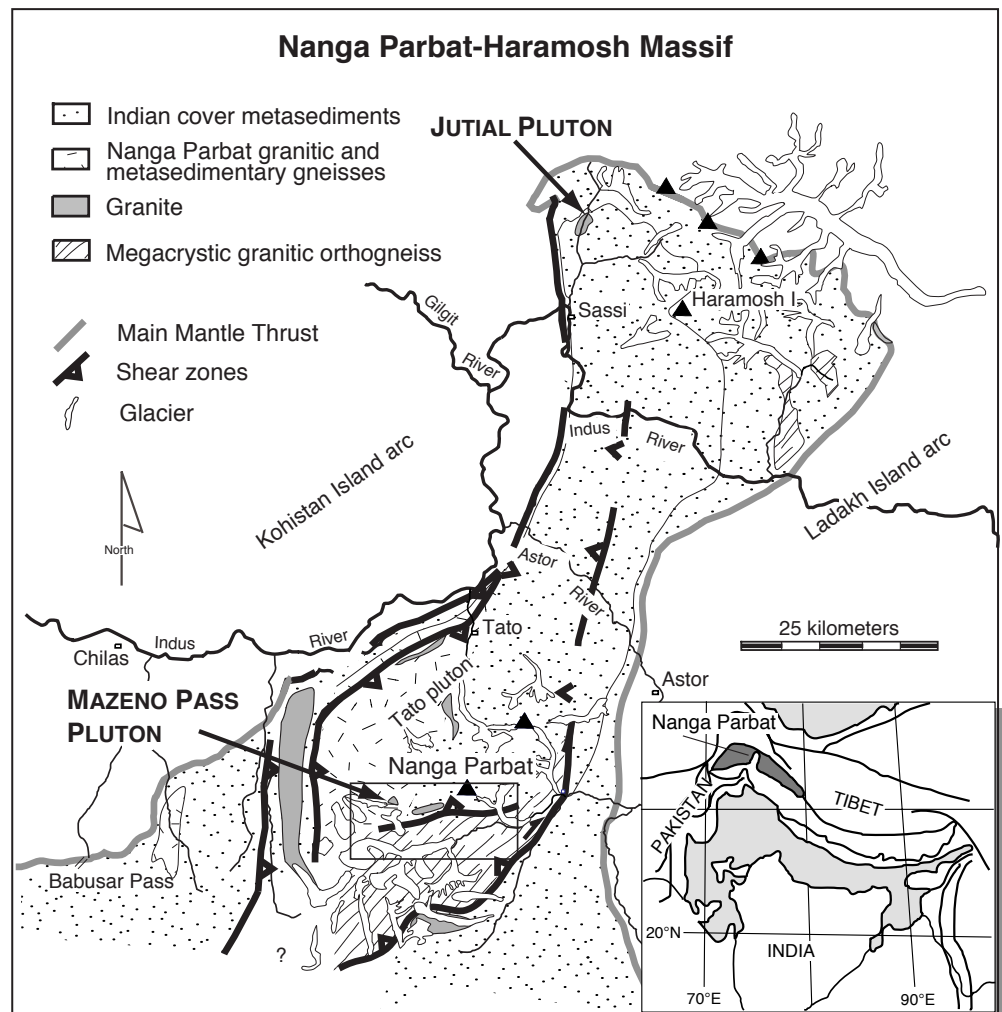 Nanga Parbat-Haramosh Massif
Indian cover metasediments
Nanga Parbat granitic and
metasedimentary gneisses
Granite
Megacrystic granitic orthogneiss
Main Mantle Thrust
Shear zones
Glacier
JUTIAL PLUTON
Haramosh I
Sassi
Gilgit
River
Indus
River
Kohistan Island arc
Ladakh Island arc
North
Astor
River
Tato
25 kilometers
Indus
River
Chilas
Astor
MAZENO PASS
PLUTON
Tato pluton
Nanga Parbat
Babusar Pass
?
Nanga Parbat
PAKISTAN
TIBET
20°N
INDIA
70°E
90°E